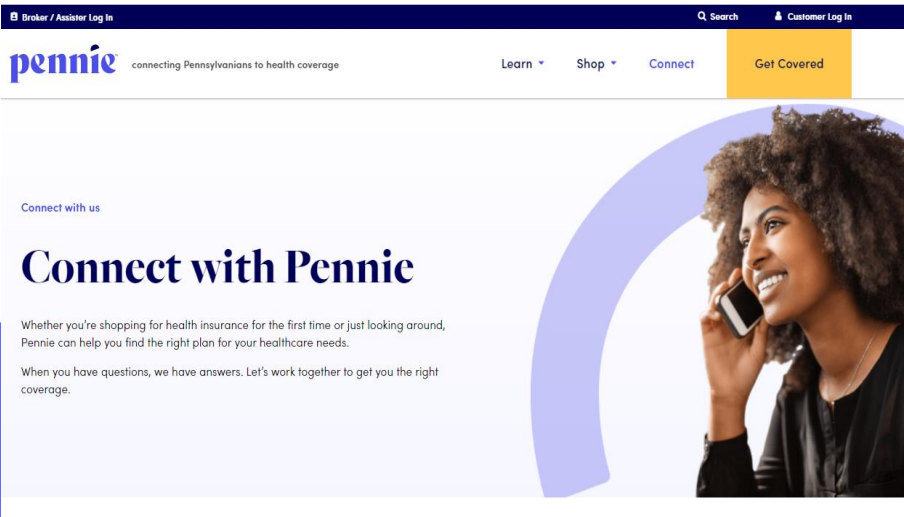 Broker / Assister Log In
Search
Customer Log In
pennie™
connecting Pennsylvanians to health coverage
Learn
Shop
Connect
Get Covered
Connect with us
Connect with Pennie
Whether you're shopping for health insurance for the first time or just looking around,
Pennie can help you find the right plan for your healthcare needs.
When you have questions, we have answers. Let's work together to get you the right
coverage.